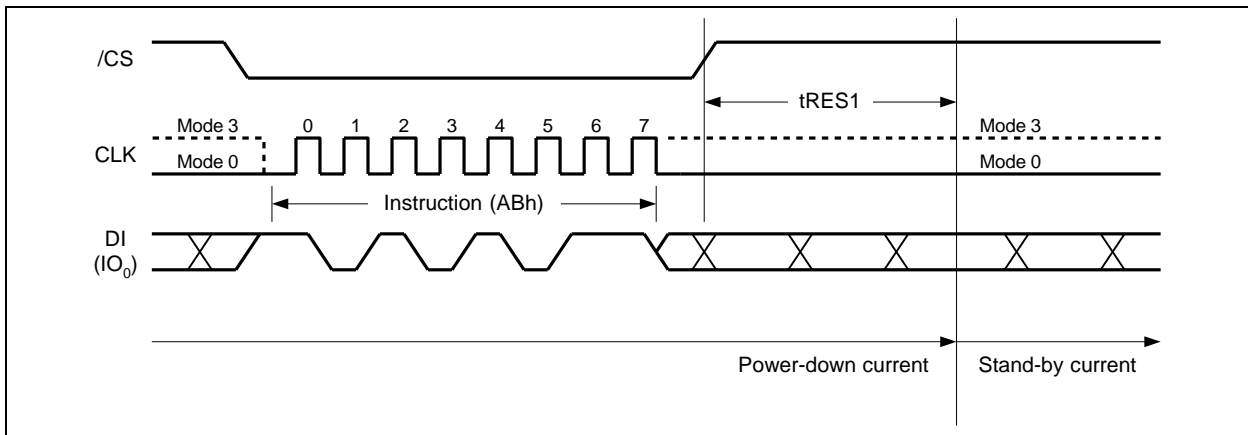 /CS
tRES1
Mode 3
0 1 2 3 4 5 6 7
Mode 3
CLK
Mode 0
Mode 0
Instruction (ABh)
DI
(IO₀)
Power-down current
Stand-by current